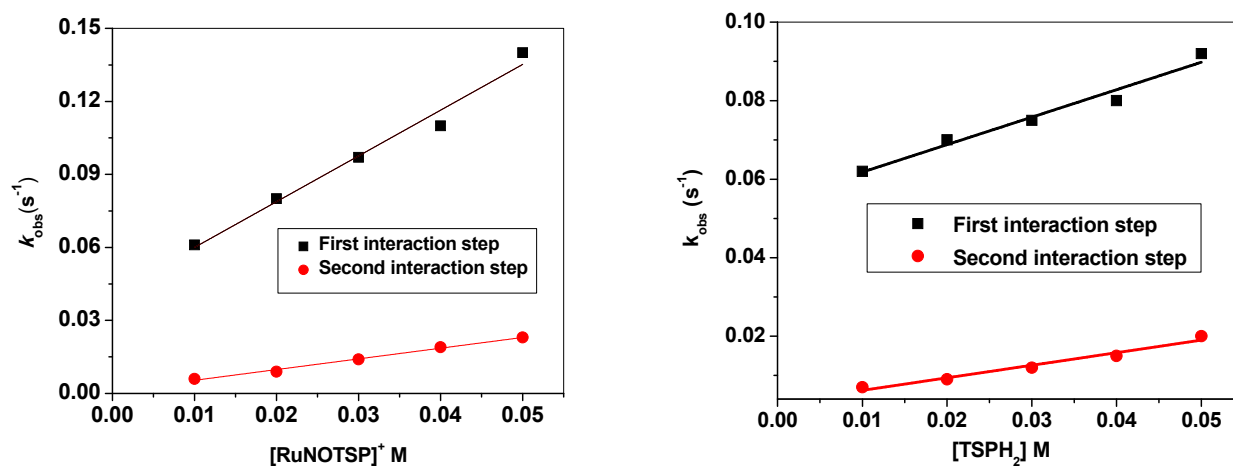 0.15
0.12
0.09
0.06
0.03
0.00
k_obs(s⁻¹)
First interaction step
Second interaction step
0.00 0.01 0.02 0.03 0.04 0.05
[RuNOTSP]⁺ M
0.10
0.08
0.06
0.04
0.02
k_obs (s⁻¹)
First interaction step
Second interaction step
0.00 0.01 0.02 0.03 0.04 0.05
[TSPH₂] M